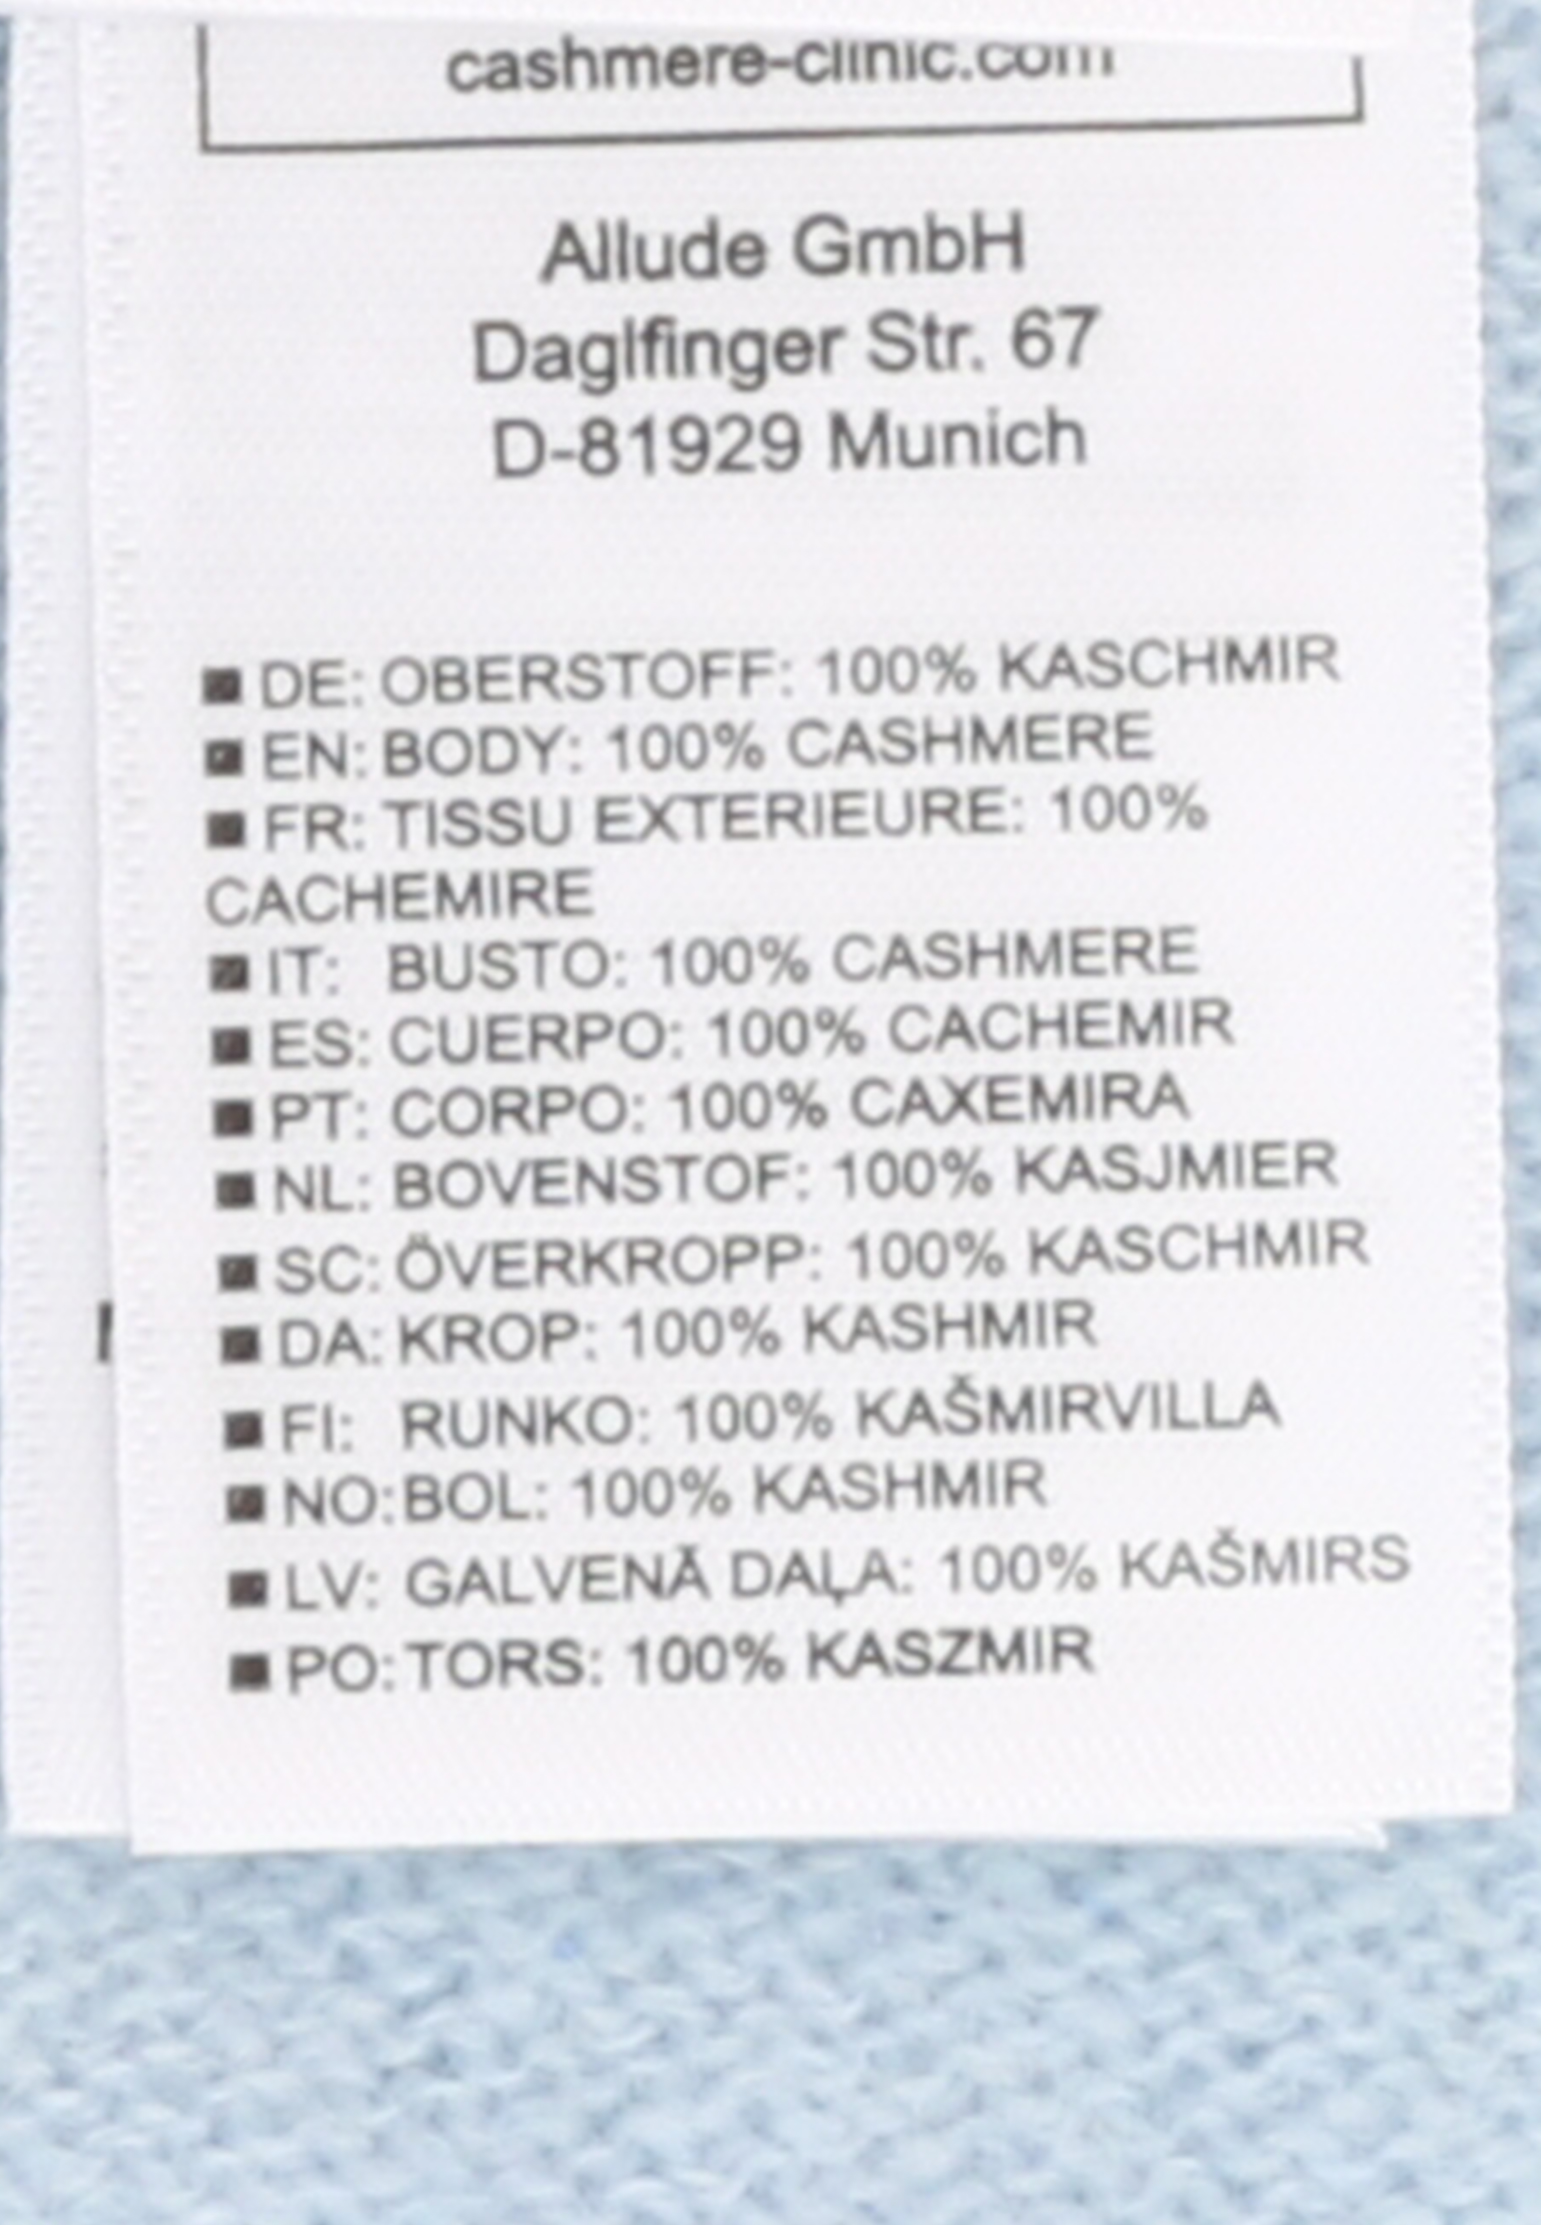 cashmere-clinic.com
Allude GmbH
Daglfinger Str. 67
D-81929 Munich
■ DE: OBERSTOFF: 100% KASCHMIR
■ EN: BODY: 100% CASHMERE
■ FR: TISSU EXTERIEURE: 100%
CACHEMIRE
■ IT: BUSTO: 100% CASHMERE
■ ES: CUERPO: 100% CACHEMIR
■ PT: CORPO: 100% CAXEMIRA
■ NL: BOVENSTOF: 100% KASJMIER
■ SC: ÖVERKROPP: 100% KASCHMIR
■ DA: KROP: 100% KASHMIR
■ FI: RUNKO: 100% KAŠMIRVILLA
■ NO: BOL: 100% KASHMIR
■ LV: GALVENĂ DAĻA: 100% KAŠMIRS
■ PO: TORS: 100% KASZMIR